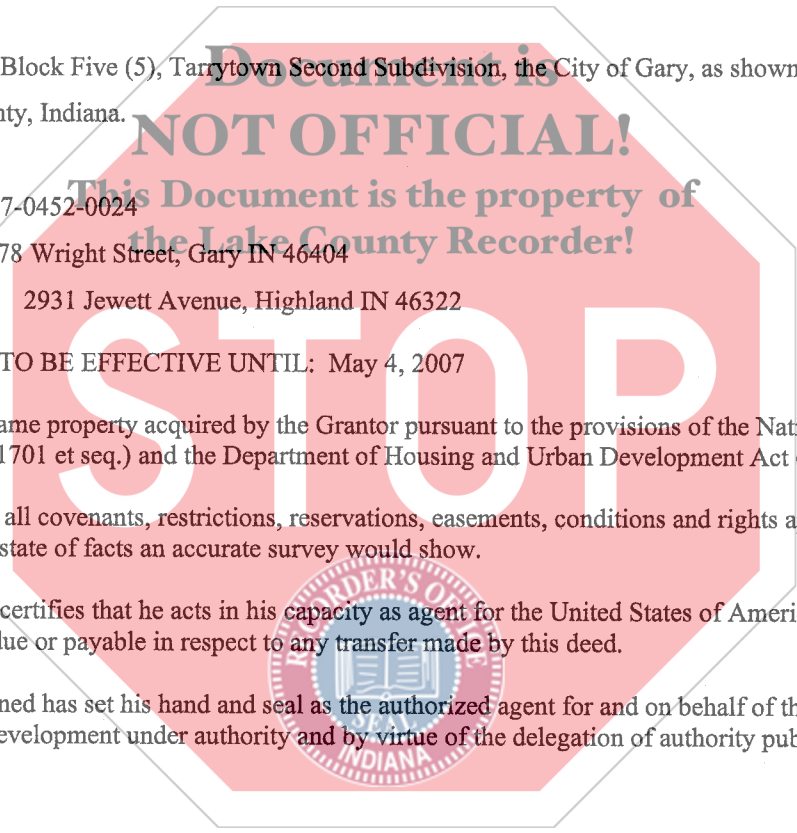 Document is
Block Five (5), Tarrytown Second Subdivision, the City of Gary, as shown
nty, Indiana.
NOT OFFICIAL!
This Document is the property of
7-0452-0024
the Lake County Recorder!
78 Wright Street, Gary IN 46404
2931 Jewett Avenue, Highland IN 46322
STOP
TO BE EFFECTIVE UNTIL: May 4, 2007
ame property acquired by the Grantor pursuant to the provisions of the Nati
1701 et seq.) and the Department of Housing and Urban Development Act
all covenants, restrictions, reservations, easements, conditions and rights a
state of facts an accurate survey would show.
certifies that he acts in his capacity as agent for the United States of Ameri
lue or payable in respect to any transfer made by this deed.
ned has set his hand and seal as the authorized agent for and on behalf of th
evelopment under authority and by virtue of the delegation of authority pub
RECORDER'S OFFICE
SEAL
INDIANA